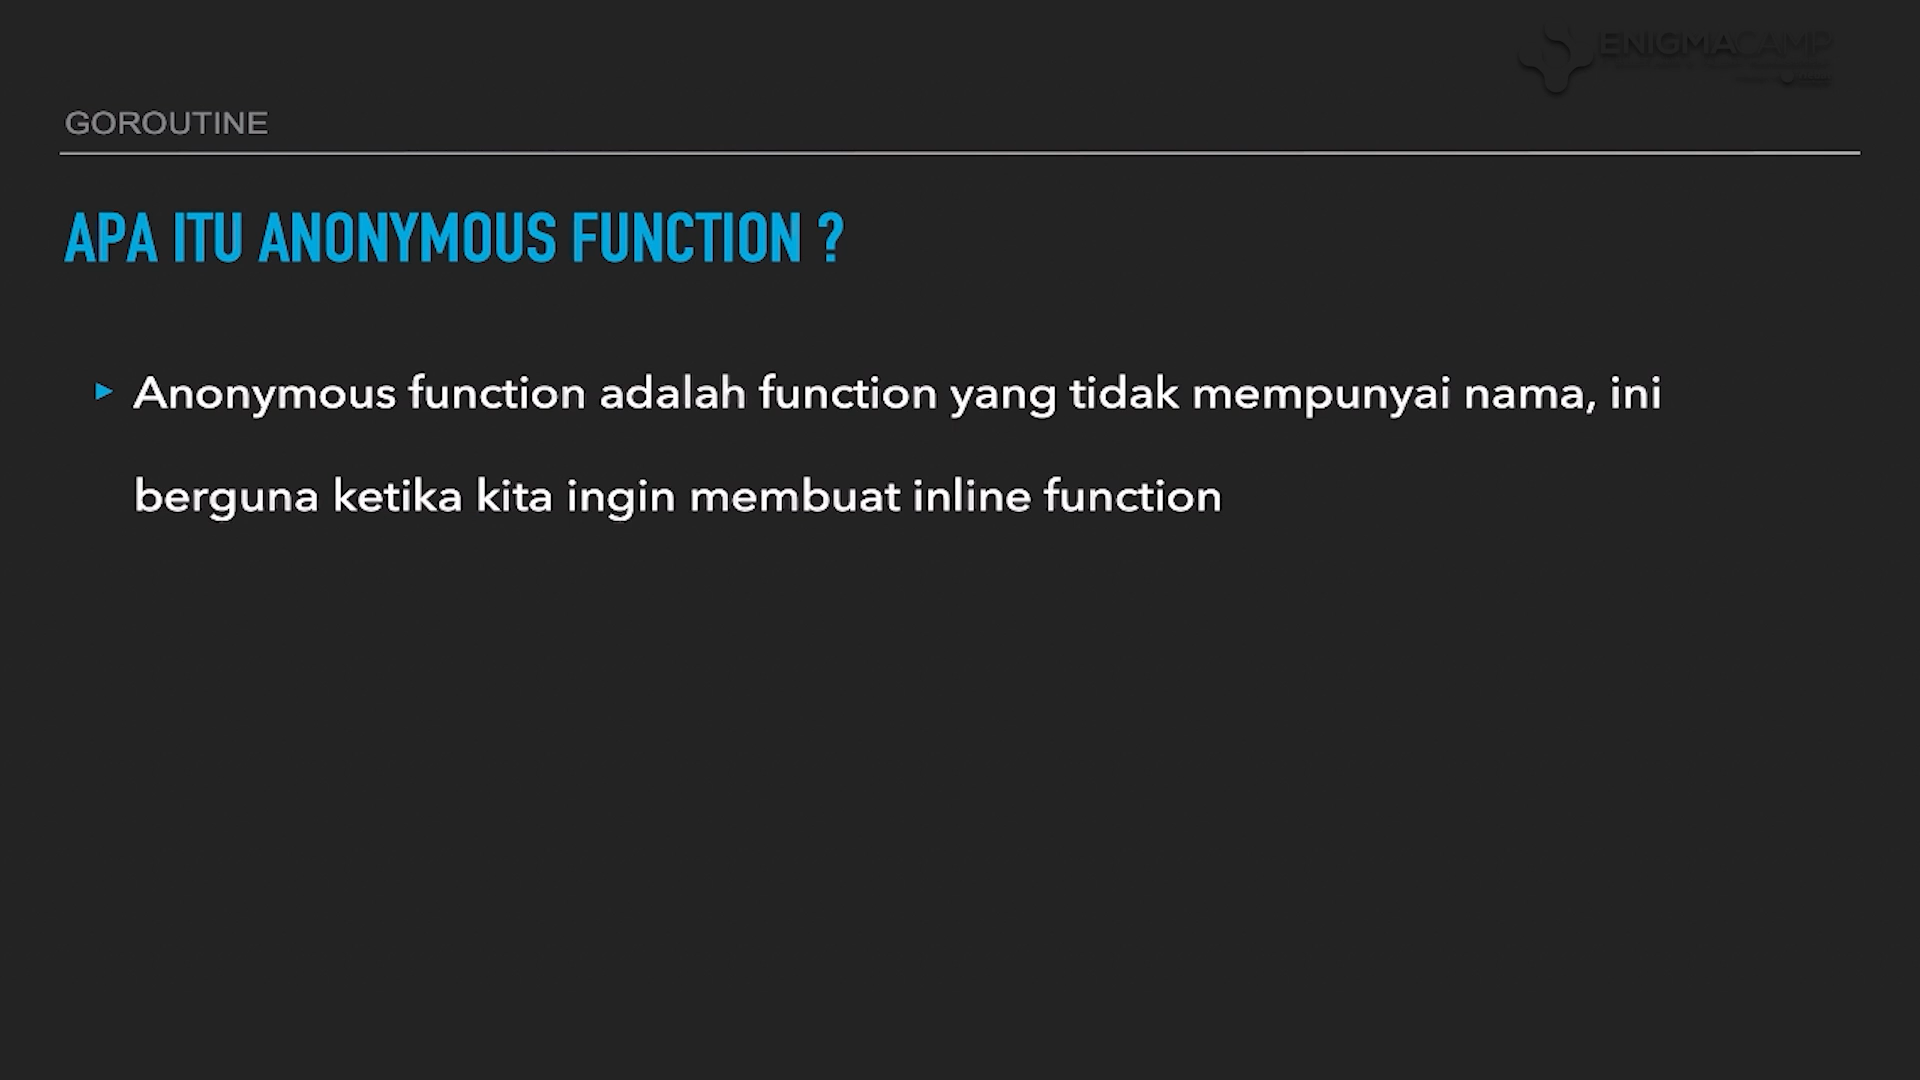 ENIGMACAMP
GOROUTINE
APA ITU ANONYMOUS FUNCTION ?
▸ Anonymous function adalah function yang tidak mempunyai nama, ini
berguna ketika kita ingin membuat inline function